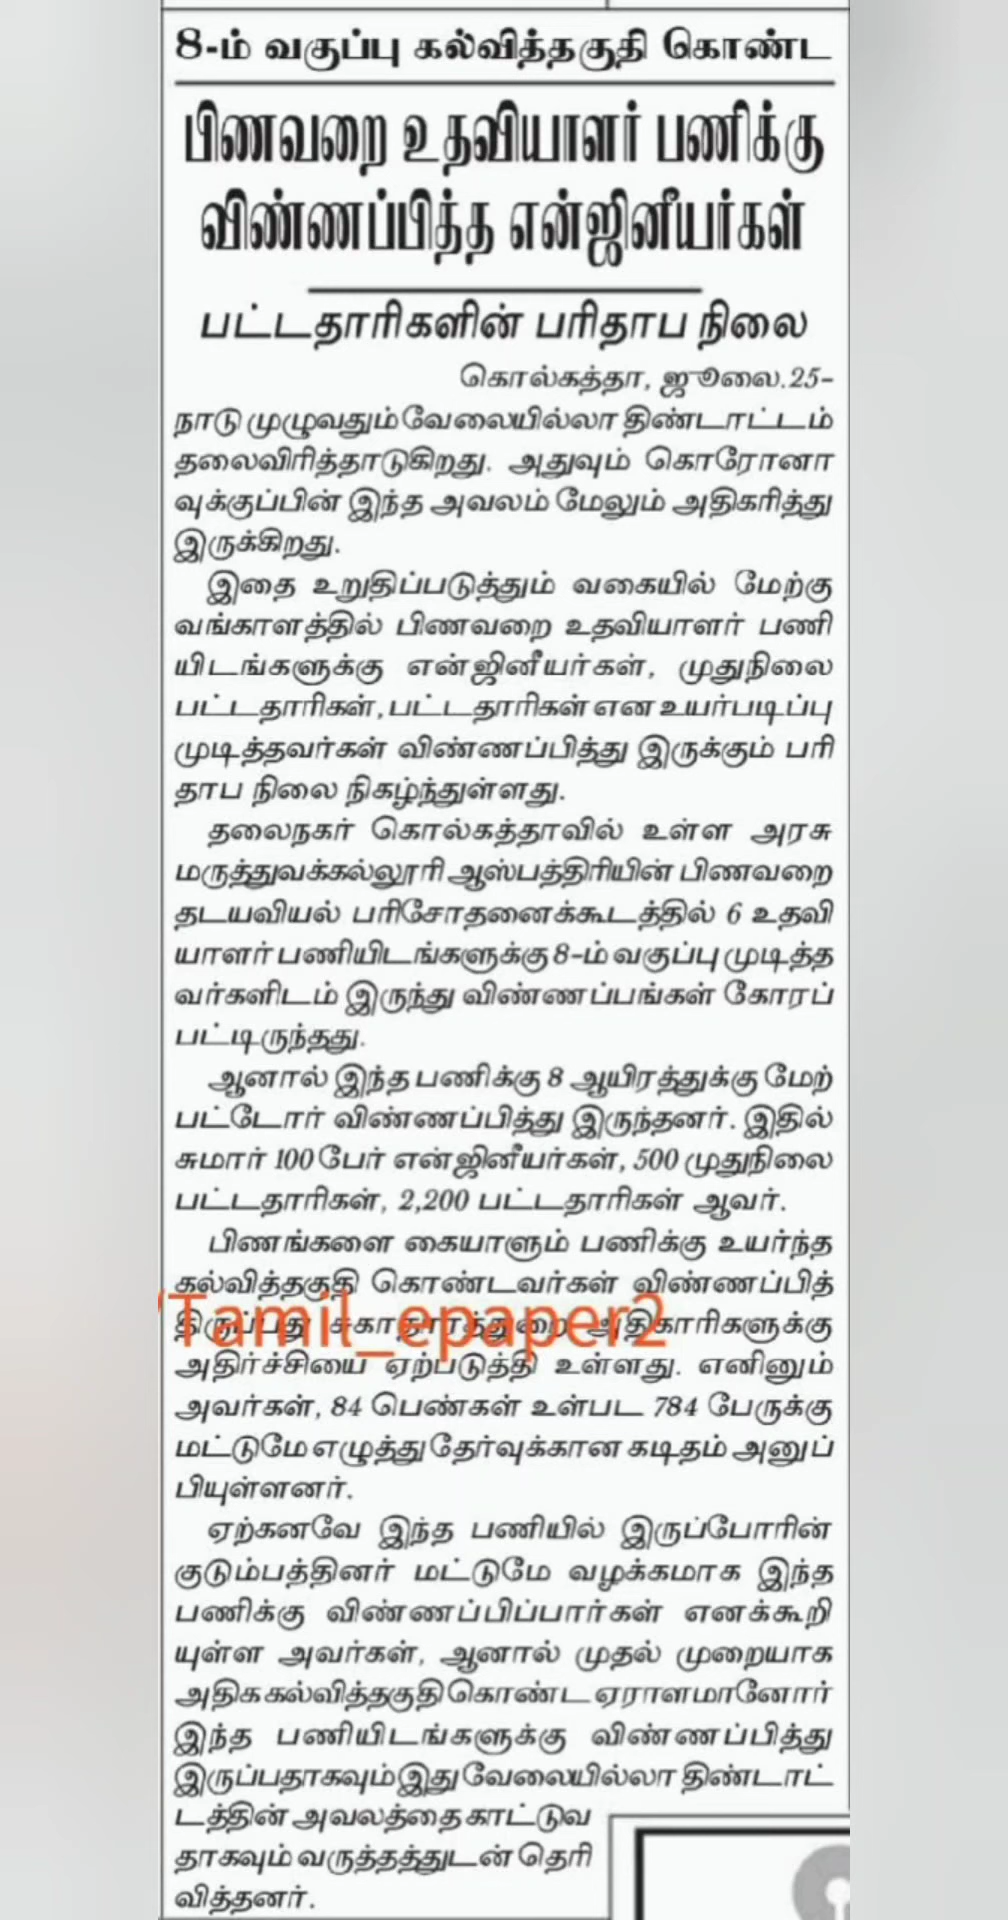 8-ம் வகுப்பு கல்வித்தகுதி கொண்ட
பிணவறை உதவியாளர் பணிக்கு
விண்ணப்பித்த என்ஜினீயர்கள்
பட்டதாரிகளின் பரிதாப நிலை
கொல்கத்தா, ஜூலை.25-
நாடு முழுவதும் வேலையில்லா திண்டாட்டம்
தலைவிரித்தாடுகிறது. அதுவும் கொரோனா
வுக்குப்பின் இந்த அவலம் மேலும் அதிகரித்து
இருக்கிறது.
இதை உறுதிப்படுத்தும் வகையில் மேற்கு
வங்காளத்தில் பிணவறை உதவியாளர் பணி
யிடங்களுக்கு என்ஜினீயர்கள், முதுநிலை
பட்டதாரிகள், பட்டதாரிகள் என உயர்படிப்பு
முடித்தவர்கள் விண்ணப்பித்து இருக்கும் பரி
தாப நிலை நிகழ்ந்துள்ளது.
தலைநகர் கொல்கத்தாவில் உள்ள அரசு
மருத்துவக்கல்லூரி ஆஸ்பத்திரியின் பிணவறை
தடயவியல் பரிசோதனைக்கூடத்தில் 6 உதவி
யாளர் பணியிடங்களுக்கு 8-ம் வகுப்பு முடித்த
வர்களிடம் இருந்து விண்ணப்பங்கள் கோரப்
பட்டிருந்தது.
ஆனால் இந்த பணிக்கு 8 ஆயிரத்துக்கு மேற்
பட்டோர் விண்ணப்பித்து இருந்தனர். இதில்
சுமார் 100 பேர் என்ஜினீயர்கள், 500 முதுநிலை
பட்டதாரிகள், 2,200 பட்டதாரிகள் ஆவர்.
பிணங்களை கையாளும் பணிக்கு உயர்ந்த
கல்வித்தகுதி கொண்டவர்கள் விண்ணப்பித்
திருப்பது சுகாதாரத்துறை அதிகாரிகளுக்கு
/Tamil_epaper2
அதிர்ச்சியை ஏற்படுத்தி உள்ளது. எனினும்
அவர்கள், 84 பெண்கள் உள்பட 784 பேருக்கு
மட்டுமே எழுத்து தேர்வுக்கான கடிதம் அனுப்
பியுள்ளனர்.
ஏற்கனவே இந்த பணியில் இருப்போரின்
குடும்பத்தினர் மட்டுமே வழக்கமாக இந்த
பணிக்கு விண்ணப்பிப்பார்கள் எனக்கூறி
யுள்ள அவர்கள், ஆனால் முதல் முறையாக
அதிக கல்வித்தகுதி கொண்ட ஏராளமானோர்
இந்த பணியிடங்களுக்கு விண்ணப்பித்து
இருப்பதாகவும் இது வேலையில்லா திண்டாட்
டத்தின் அவலத்தை காட்டுவ
தாகவும் வருத்தத்துடன் தெரி
வித்தனர்.